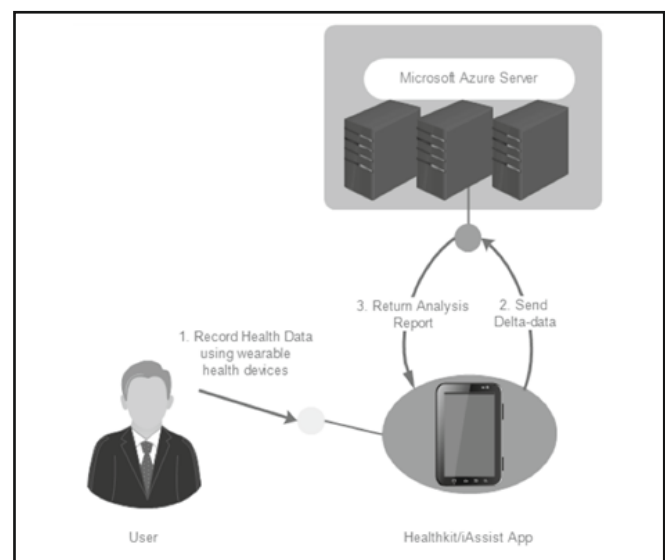 Microsoft Azure Server
3. Return Analysis
Report
2. Send
Delta-data
1. Record Health Data
using wearable
health devices
User
Healthkit/iAssist App